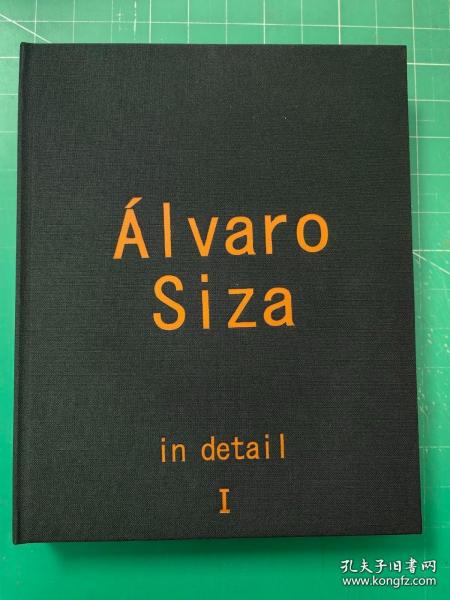 Álvaro
Siza
in detail
I
孔夫子旧书网
www.kongfz.com